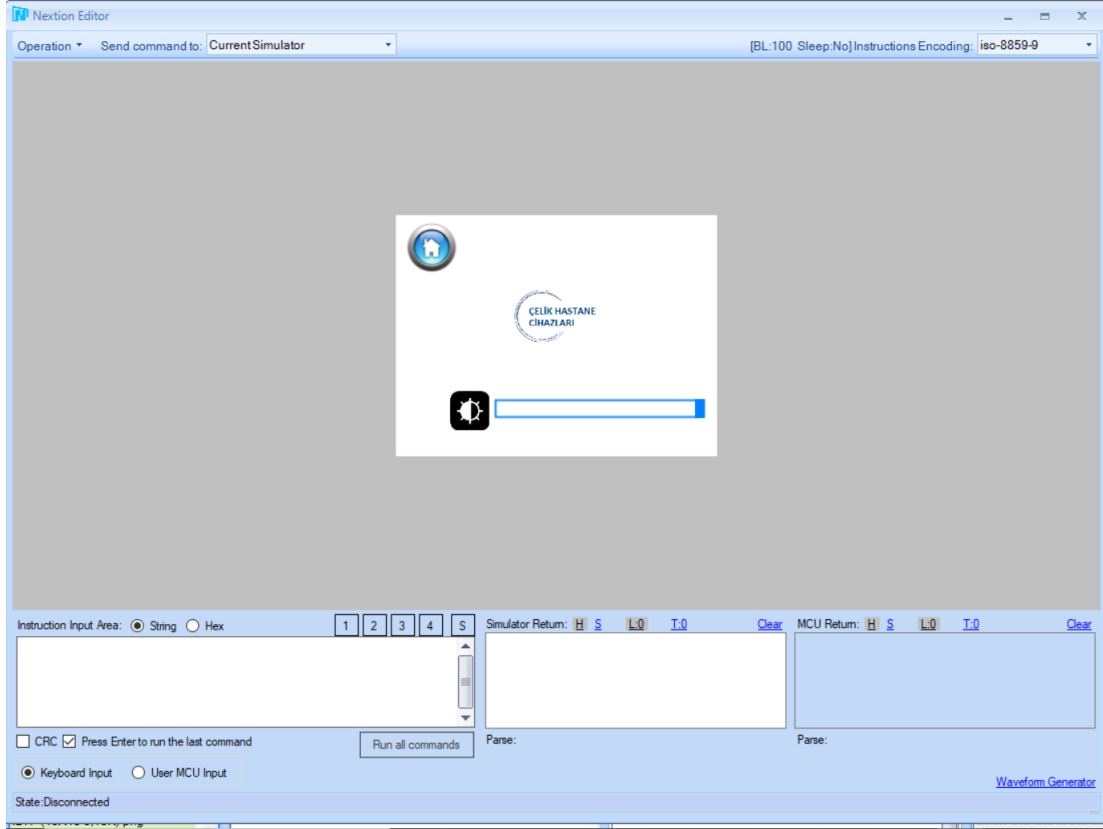 Nextion Editor
Operation Send command to: Current Simulator [BL:100 Sleep:No] Instructions Encoding: iso-8859-9
ÇELİK HASTANE
CİHAZLARI
Instruction Input Area: String Hex 1 2 3 4 S
Simulator Return: H S L:0 T:0 Clear
MCU Return: H S L:0 T:0 Clear
CRC Press Enter to run the last command Run all commands
Parse:
Parse:
Keyboard Input User MCU Input
Waveform Generator
State:Disconnected